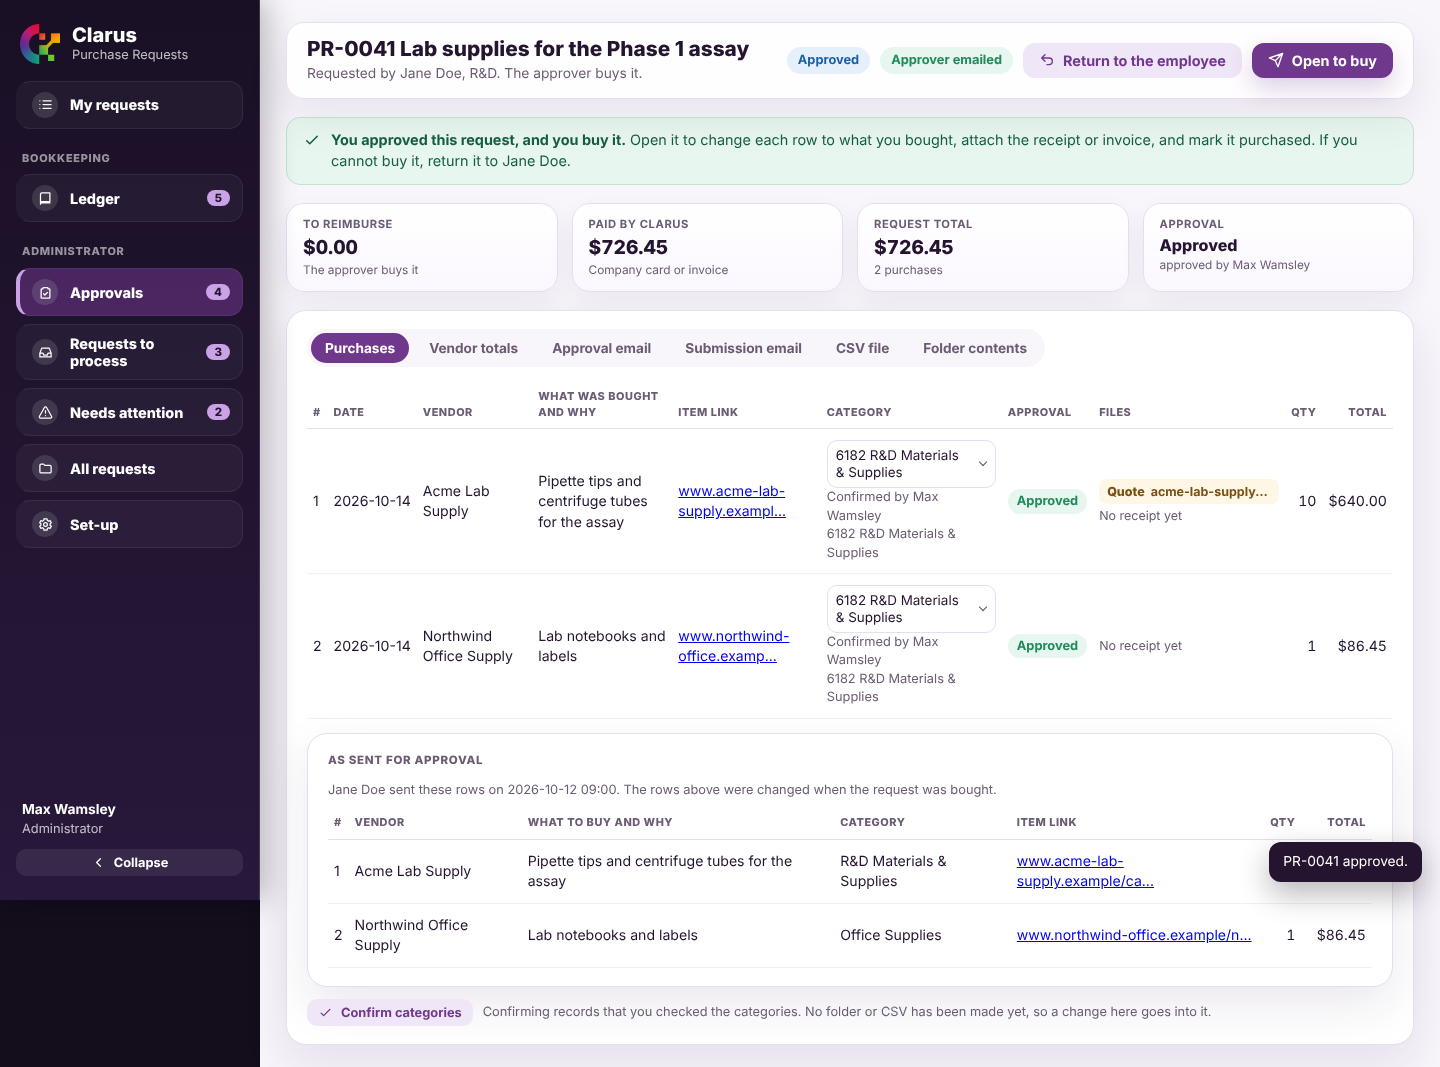 Clarus
Purchase Requests
My requests
BOOKKEEPING
Ledger 5
ADMINISTRATOR
Approvals 4
Requests to
process 3
Needs attention 2
All requests
Set-up
Max Wamsley
Administrator
Collapse
PR-0041 Lab supplies for the Phase 1 assay
Requested by Jane Doe, R&D. The approver buys it.
Approved
Approver emailed
Return to the employee
Open to buy
You approved this request, and you buy it. Open it to change each row to what you bought, attach the receipt or invoice, and mark it purchased. If you
cannot buy it, return it to Jane Doe.
TO REIMBURSE
$0.00
The approver buys it
PAID BY CLARUS
$726.45
Company card or invoice
REQUEST TOTAL
$726.45
2 purchases
APPROVAL
Approved
approved by Max Wamsley
Purchases Vendor totals Approval email Submission email CSV file Folder contents
# DATE VENDOR WHAT WAS BOUGHT AND WHY ITEM LINK CATEGORY APPROVAL FILES QTY TOTAL
1
2026-10-14
Acme Lab
Supply
Pipette tips and
centrifuge tubes
for the assay
www.acme-lab-
supply.exampl...
6182 R&D Materials
& Supplies
Confirmed by Max
Wamsley
6182 R&D Materials &
Supplies
Approved
Quote acme-lab-supply...
No receipt yet
10
$640.00
2
2026-10-14
Northwind
Office Supply
Lab notebooks and
labels
www.northwind-
office.examp...
6182 R&D Materials
& Supplies
Confirmed by Max
Wamsley
6182 R&D Materials &
Supplies
Approved
No receipt yet
1
$86.45
AS SENT FOR APPROVAL
Jane Doe sent these rows on 2026-10-12 09:00. The rows above were changed when the request was bought.
# VENDOR WHAT TO BUY AND WHY CATEGORY ITEM LINK QTY TOTAL
1
Acme Lab Supply
Pipette tips and centrifuge tubes for the
assay
R&D Materials &
Supplies
www.acme-lab-
supply.example/ca...
PR-0041 approved.
2
Northwind Office
Supply
Lab notebooks and labels
Office Supplies
www.northwind-office.example/n...
1
$86.45
Confirm categories
Confirming records that you checked the categories. No folder or CSV has been made yet, so a change here goes into it.